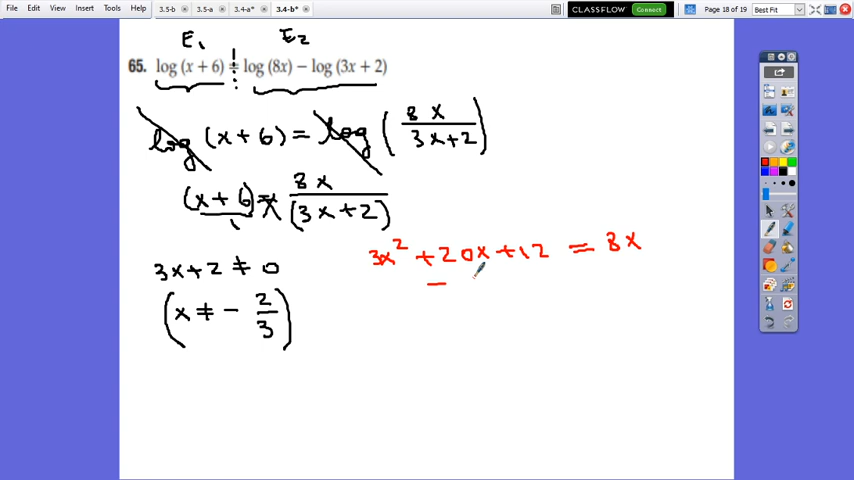 File Edit View Insert Tools Help 3.5-b 3.5-a 3.4-a* 3.4-b* CLASSFLOW Connect Page 18 of 19 Best Fit
E₁ E₂
65. log (x + 6) = log (8x) − log (3x + 2)
log (x + 6) = log (8x / 3x+2)
(x + 6) = 8x / (3x + 2)
1
3x² + 20x + 12 = 8x
−
3x + 2 ≠ 0
(x ≠ − 2/3)